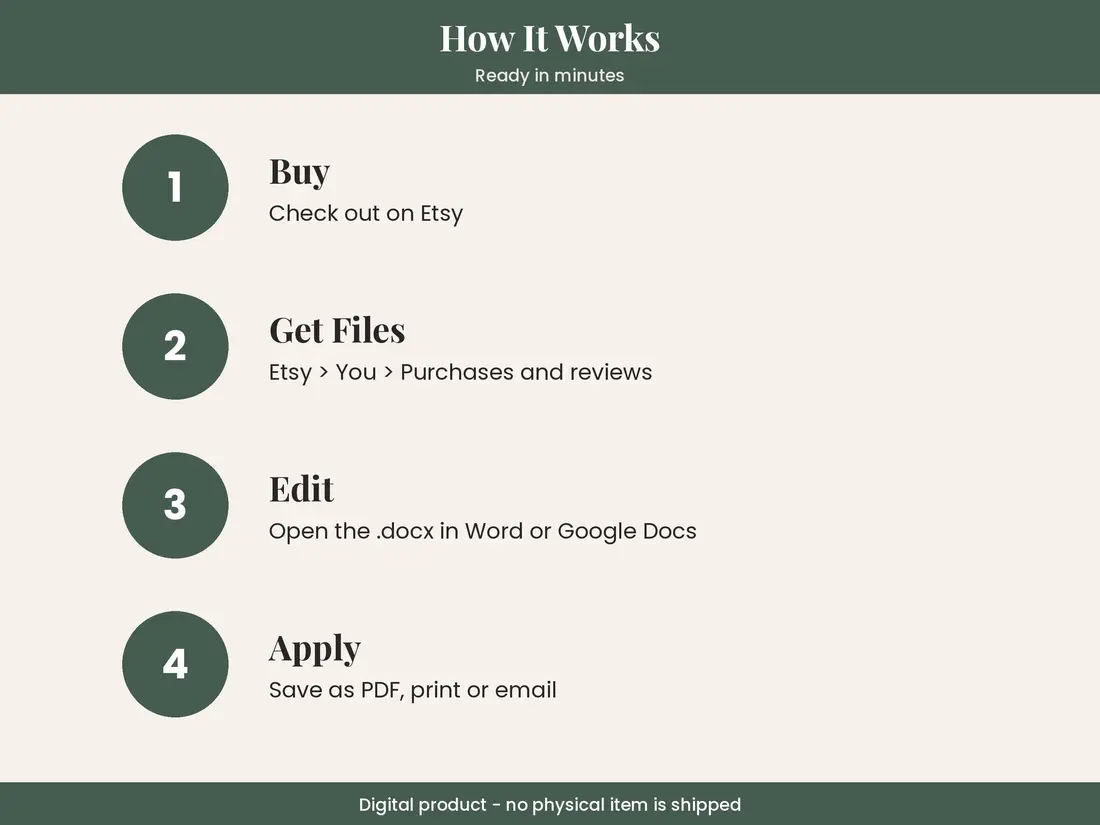 How It Works
Ready in minutes
1
Buy
Check out on Etsy
2
Get Files
Etsy > You > Purchases and reviews
3
Edit
Open the .docx in Word or Google Docs
4
Apply
Save as PDF, print or email
Digital product - no physical item is shipped